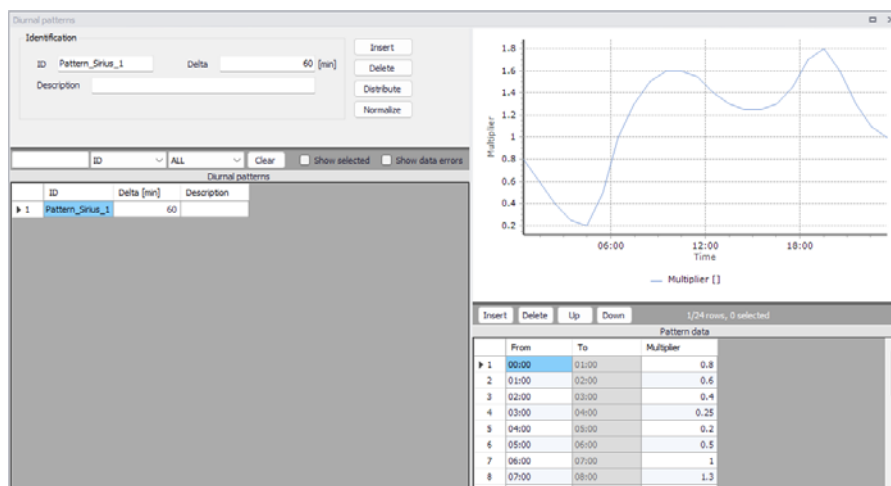 Diurnal patterns
Identification
ID Pattern_Sirius_1 Delta 60 [min]
Description
Insert
Delete
Distribute
Normalize
ID ALL Clear Show selected Show data errors
Diurnal patterns
ID Delta [min] Description
1 Pattern_Sirius_1 60
1.8
1.6
1.4
1.2
1
0.8
0.6
0.4
0.2
Multiplier
06:00 12:00 18:00
Time
Multiplier []
Insert Delete Up Down 1/24 rows, 0 selected
Pattern data
From To Multiplier
1 00:00 01:00 0.8
2 01:00 02:00 0.6
3 02:00 03:00 0.4
4 03:00 04:00 0.25
5 04:00 05:00 0.2
6 05:00 06:00 0.5
7 06:00 07:00 1
8 07:00 08:00 1.3